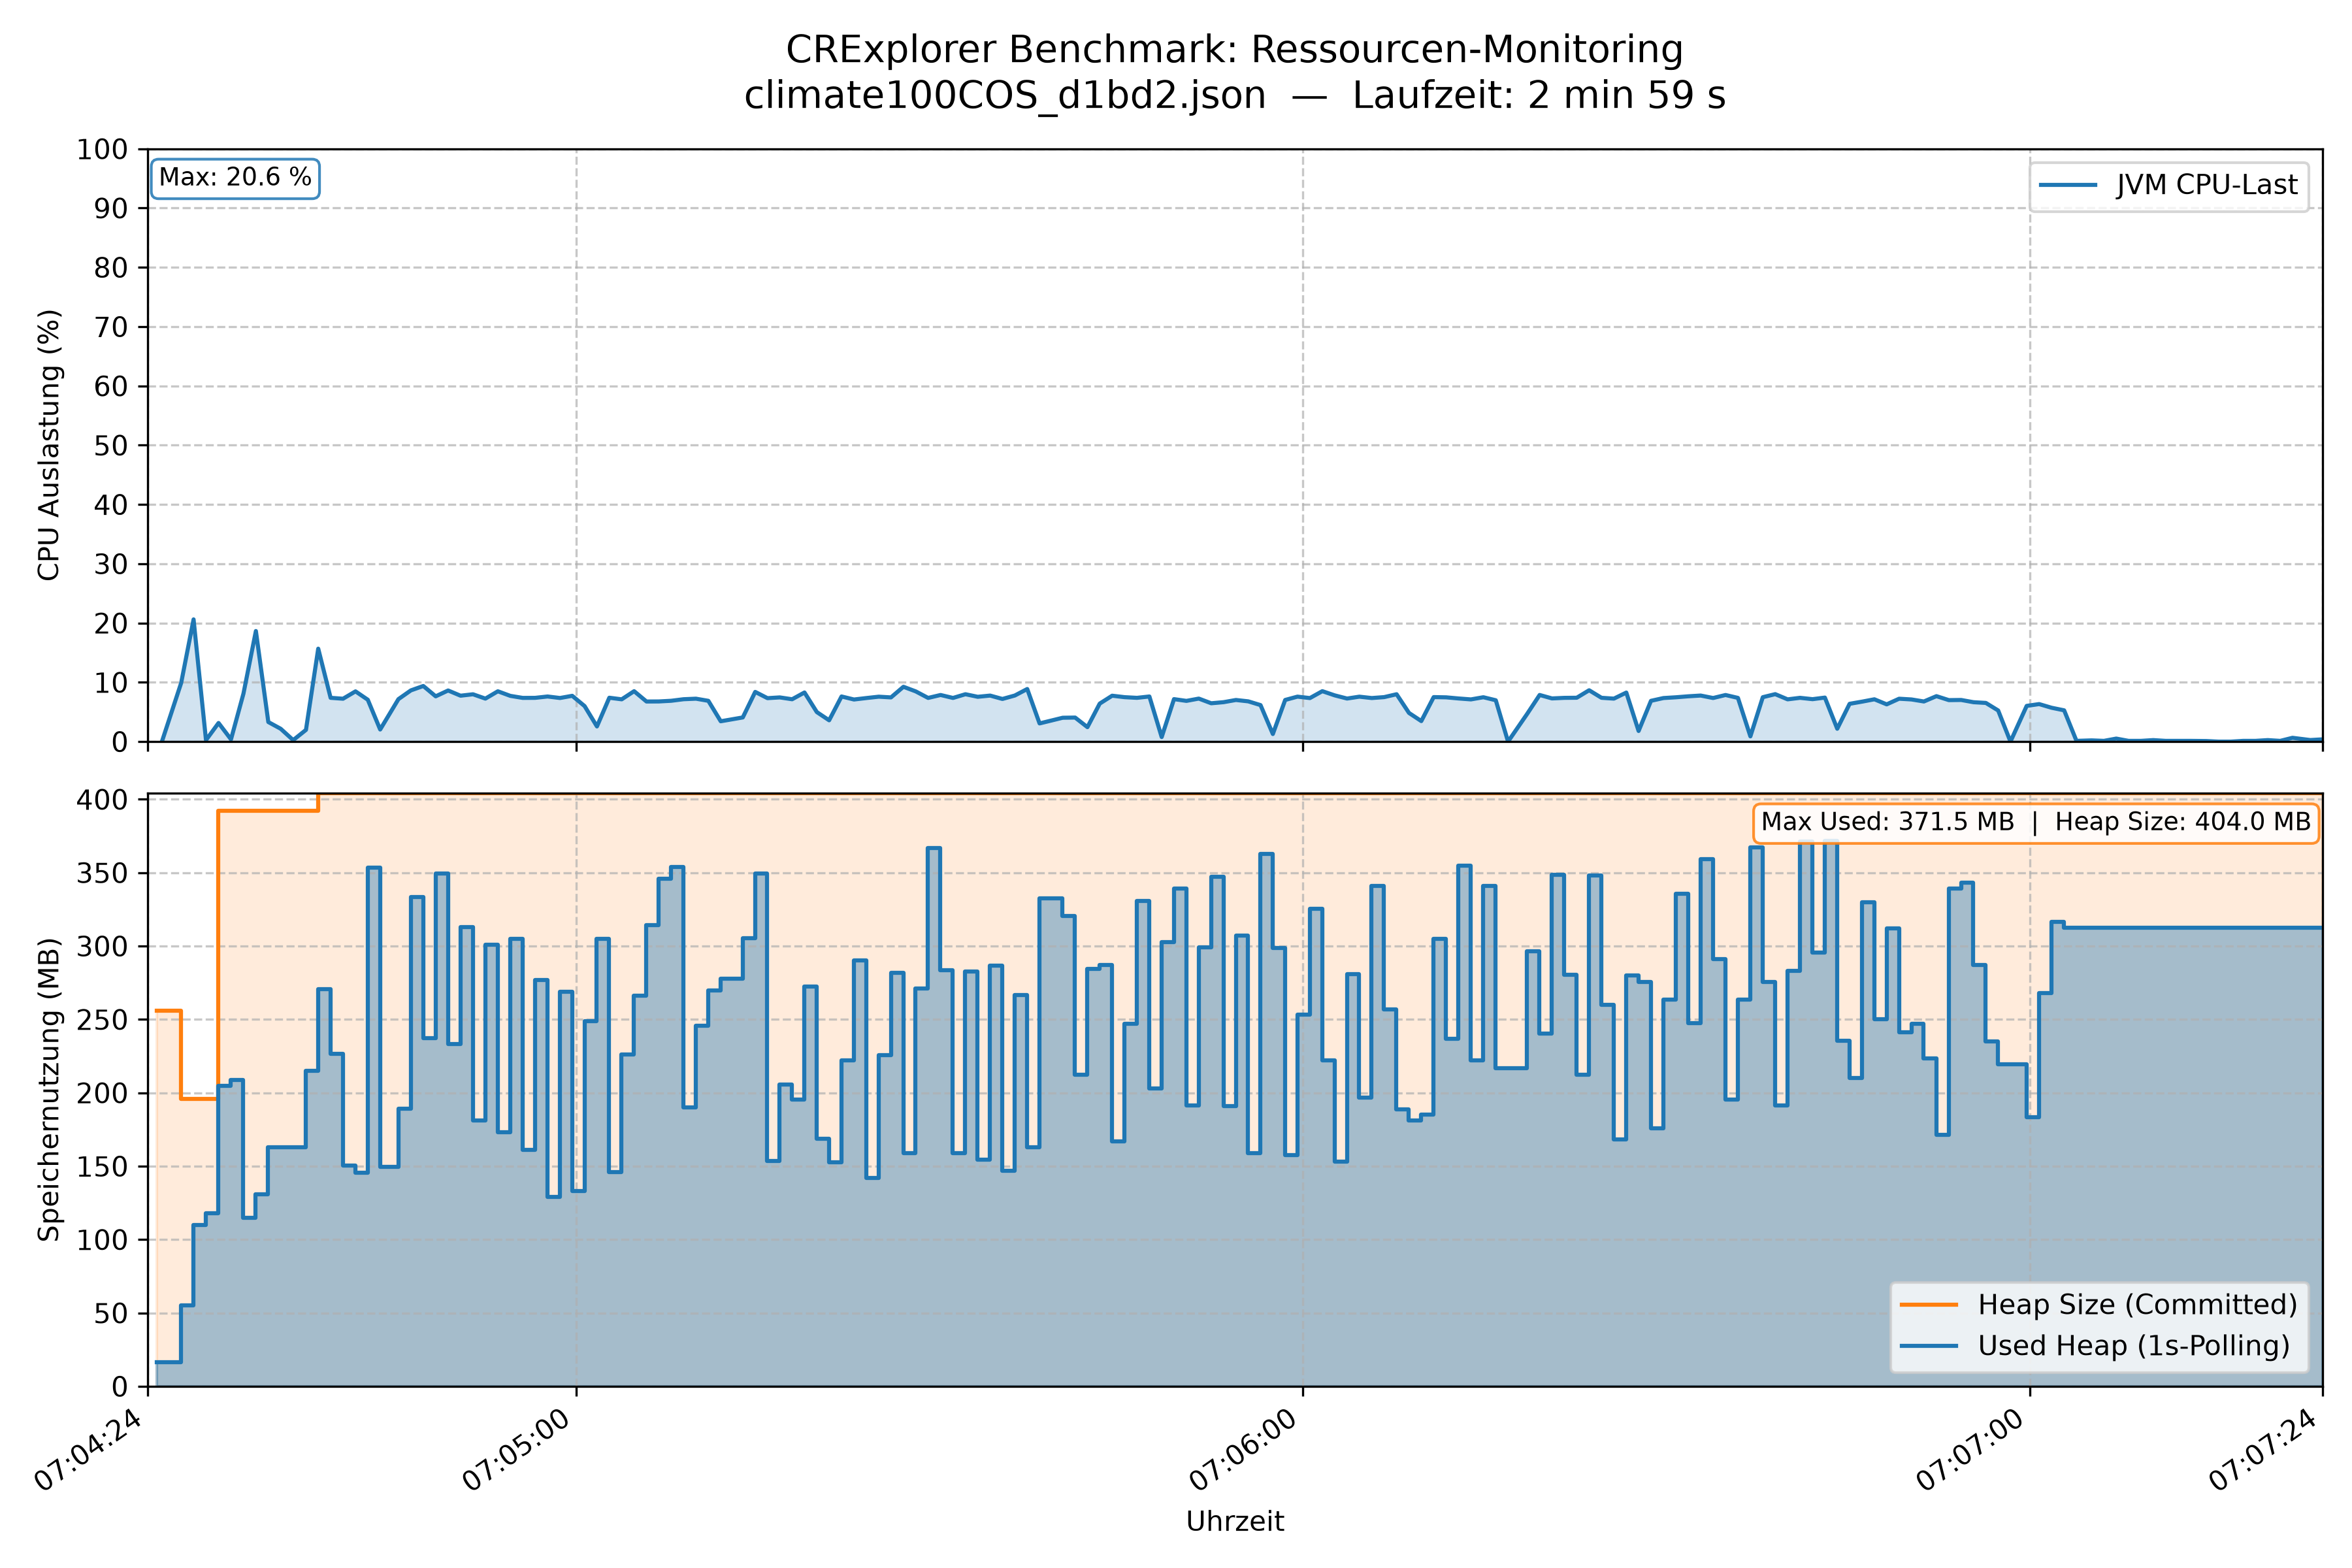 CRExplorer Benchmark: Ressourcen-Monitoring
climate100COS_d1bd2.json — Laufzeit: 2 min 59 s
100
90
80
70
60
50
40
30
20
10
0
CPU Auslastung (%)
Max: 20.6 %
JVM CPU-Last
400
350
300
250
200
150
100
50
0
Speichernutzung (MB)
Max Used: 371.5 MB | Heap Size: 404.0 MB
Heap Size (Committed)
Used Heap (1s-Polling)
07:04:24
07:05:00
07:06:00
07:07:00
07:07:24
Uhrzeit